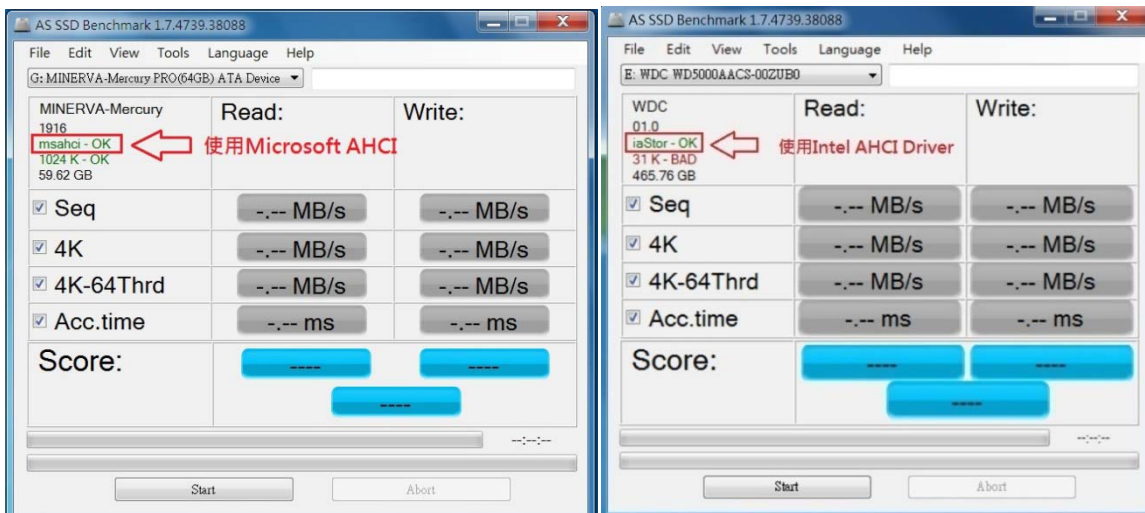 AS SSD Benchmark 1.7.4739.38088
File Edit View Tools Language Help
G: MINERVA-Mercury PRO(64GB) ATA Device
MINERVA-Mercury
1916
msahci - OK
1024 K - OK
59.62 GB
Read:
Write:
使用Microsoft AHCI
Seq
-.-- MB/s
-.-- MB/s
4K
-.-- MB/s
-.-- MB/s
4K-64Thrd
-.-- MB/s
-.-- MB/s
Acc.time
-.-- ms
-.-- ms
Score:
----
----
----
--:--:--
Start
Abort
AS SSD Benchmark 1.7.4739.38088
File Edit View Tools Language Help
E: WDC WD5000AACS-00ZUB0
WDC
01.0
iaStor - OK
31 K - BAD
465.76 GB
Read:
Write:
使用Intel AHCI Driver
Seq
-.-- MB/s
-.-- MB/s
4K
-.-- MB/s
-.-- MB/s
4K-64Thrd
-.-- MB/s
-.-- MB/s
Acc.time
-.-- ms
-.-- ms
Score:
----
----
----
--:--:--
Start
Abort